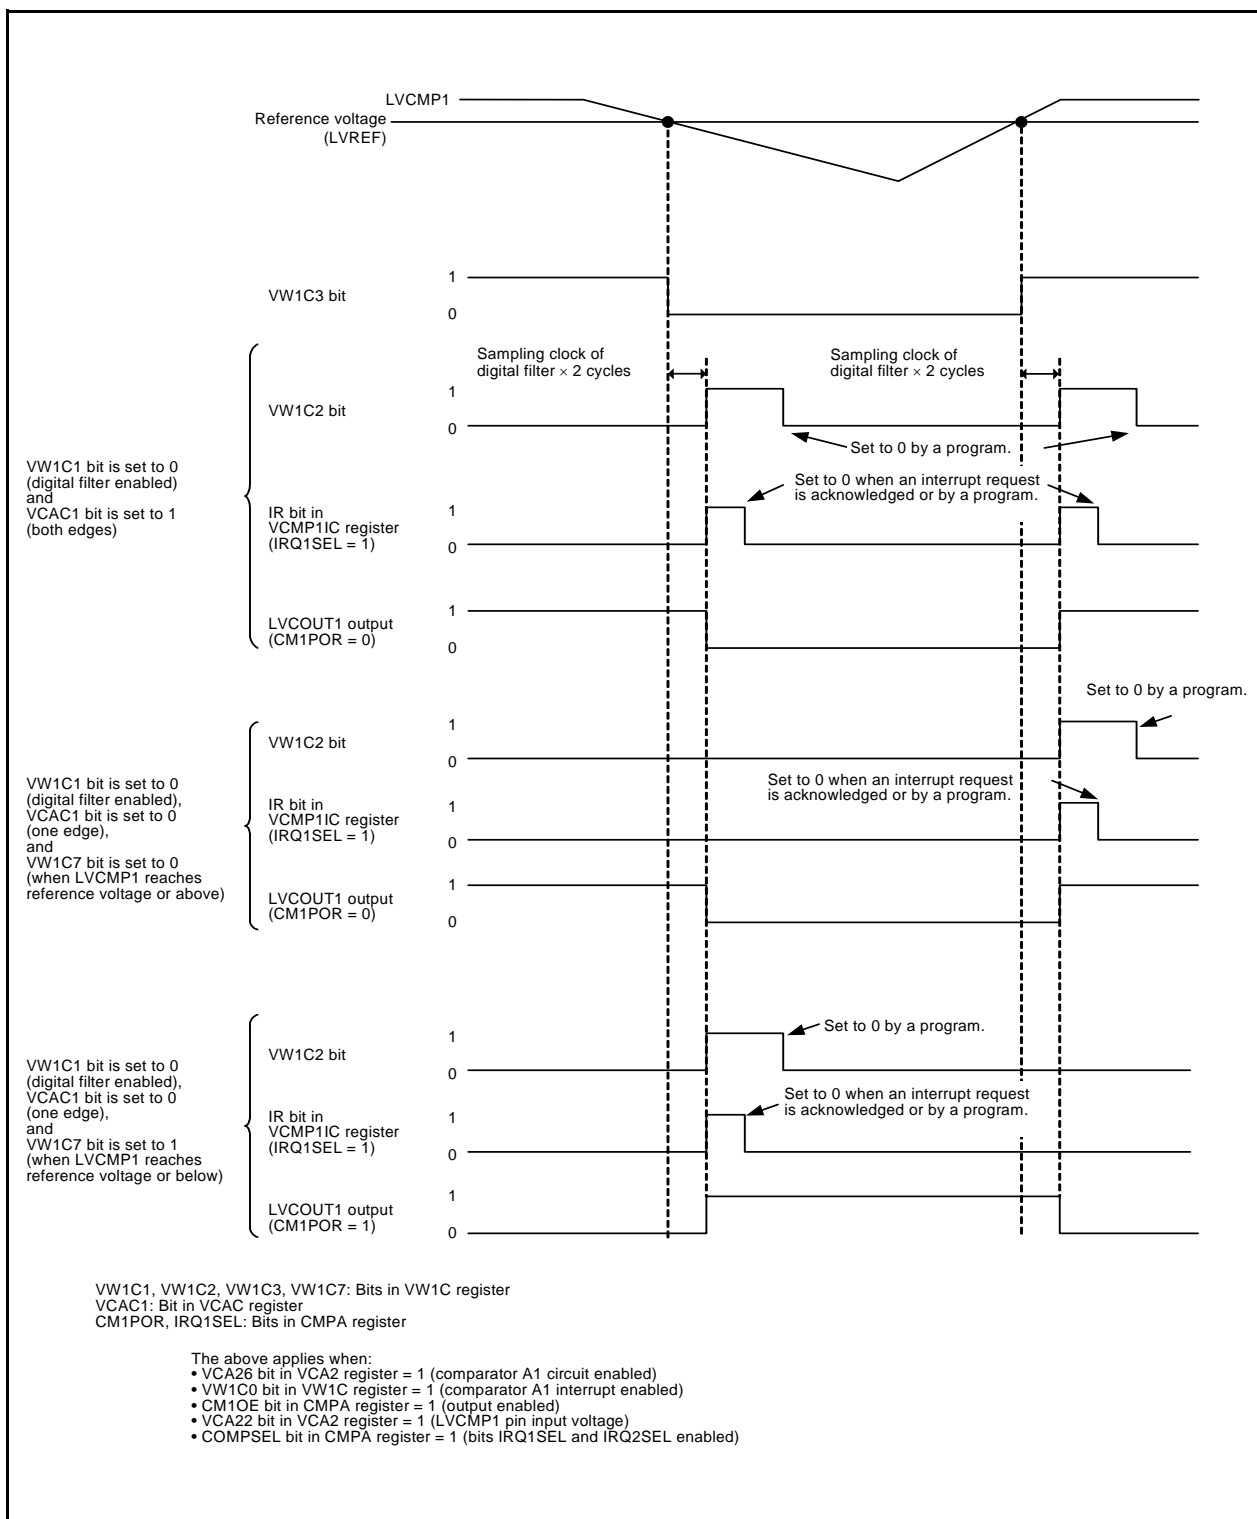 LVCMP1
Reference voltage
(LVREF)
VW1C3 bit
1
0
Sampling clock of
digital filter × 2 cycles
Sampling clock of
digital filter × 2 cycles
VW1C1 bit is set to 0
(digital filter enabled)
and
VCAC1 bit is set to 1
(both edges)
VW1C2 bit
1
0
Set to 0 by a program.
Set to 0 when an interrupt request
is acknowledged or by a program.
IR bit in
VCMP1IC register
(IRQ1SEL = 1)
1
0
LVCOUT1 output
(CM1POR = 0)
1
0
Set to 0 by a program.
VW1C1 bit is set to 0
(digital filter enabled),
VCAC1 bit is set to 0
(one edge),
and
VW1C7 bit is set to 0
(when LVCMP1 reaches
reference voltage or above)
VW1C2 bit
1
0
Set to 0 when an interrupt request
is acknowledged or by a program.
IR bit in
VCMP1IC register
(IRQ1SEL = 1)
1
0
LVCOUT1 output
(CM1POR = 0)
1
0
VW1C1 bit is set to 0
(digital filter enabled),
VCAC1 bit is set to 0
(one edge),
and
VW1C7 bit is set to 1
(when LVCMP1 reaches
reference voltage or below)
VW1C2 bit
1
0
Set to 0 by a program.
Set to 0 when an interrupt request
is acknowledged or by a program.
IR bit in
VCMP1IC register
(IRQ1SEL = 1)
1
0
LVCOUT1 output
(CM1POR = 1)
1
0
VW1C1, VW1C2, VW1C3, VW1C7: Bits in VW1C register
VCAC1: Bit in VCAC register
CM1POR, IRQ1SEL: Bits in CMPA register
The above applies when:
• VCA26 bit in VCA2 register = 1 (comparator A1 circuit enabled)
• VW1C0 bit in VW1C register = 1 (comparator A1 interrupt enabled)
• CM1OE bit in CMPA register = 1 (output enabled)
• VCA22 bit in VCA2 register = 1 (LVCMP1 pin input voltage)
• COMPSEL bit in CMPA register = 1 (bits IRQ1SEL and IRQ2SEL enabled)